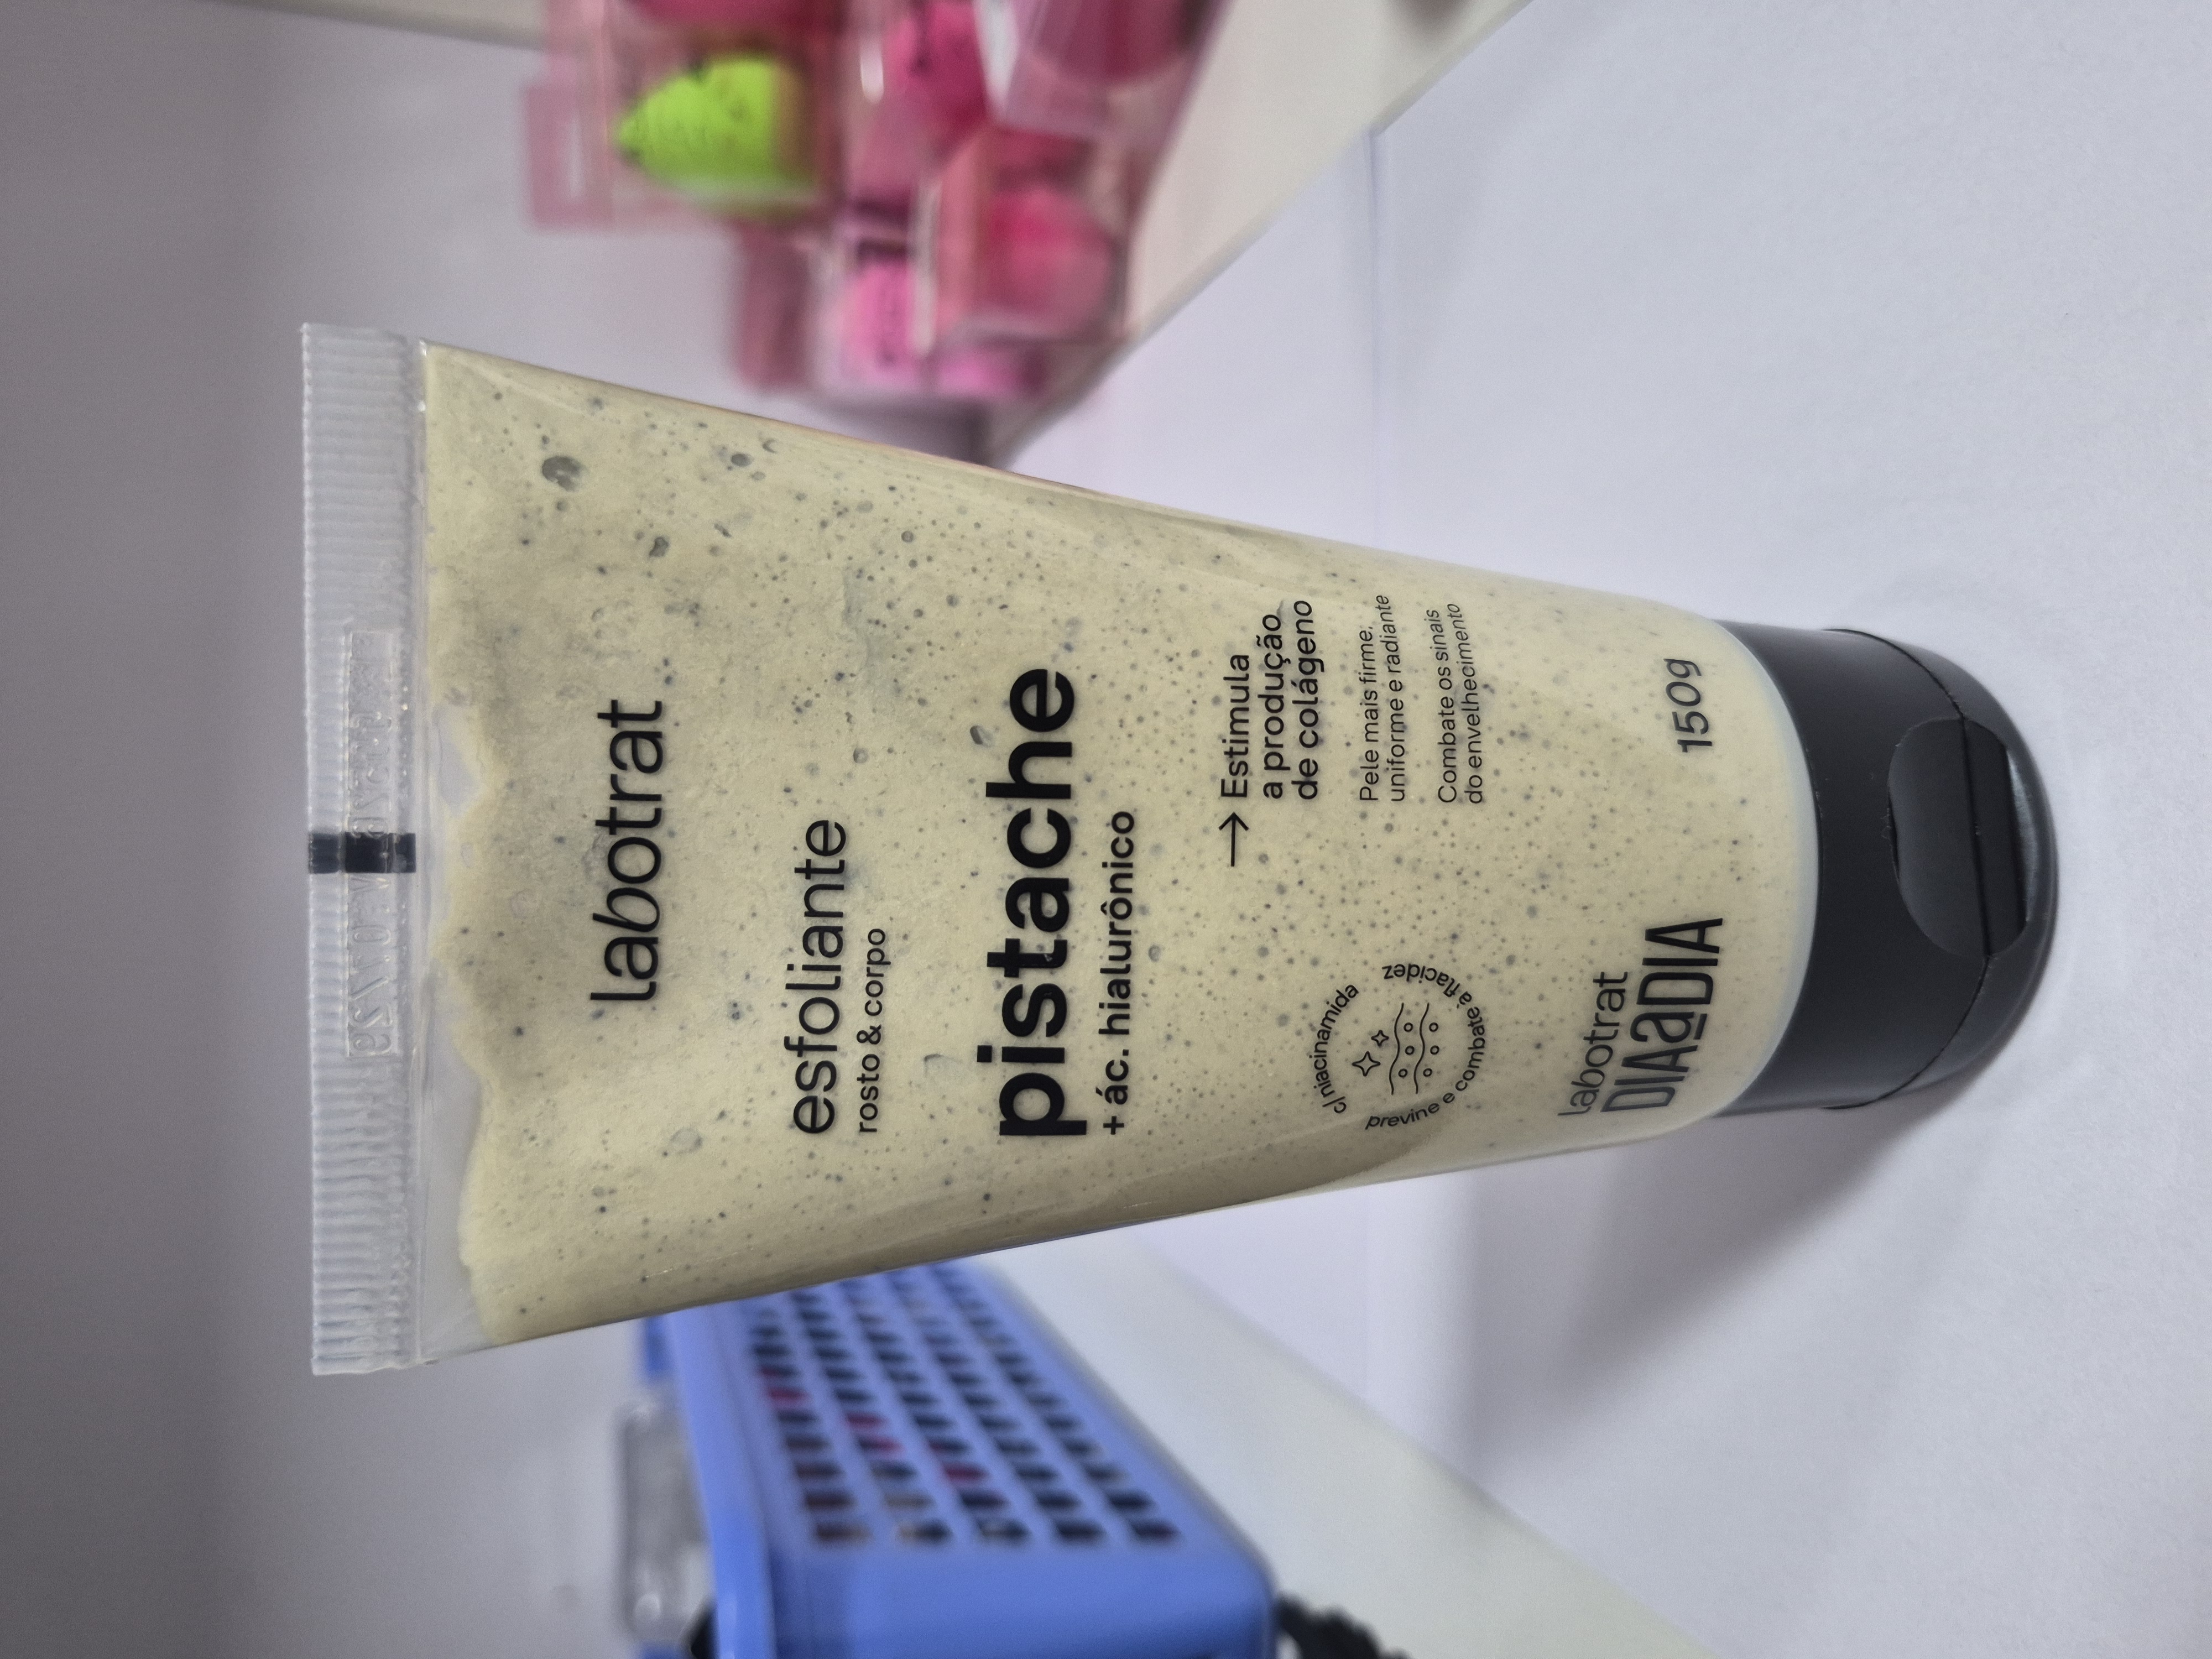 labotrat
esfoliante
rosto & corpo
pistache
+ ác. hialurônico
Estimula
a produção
de colágeno
Pele mais firme,
uniforme e radiante
Combate os sinais
do envelhecimento
c/ niacinamida
previne e combate à flacidez
labotrat
DIAaDIA
150g